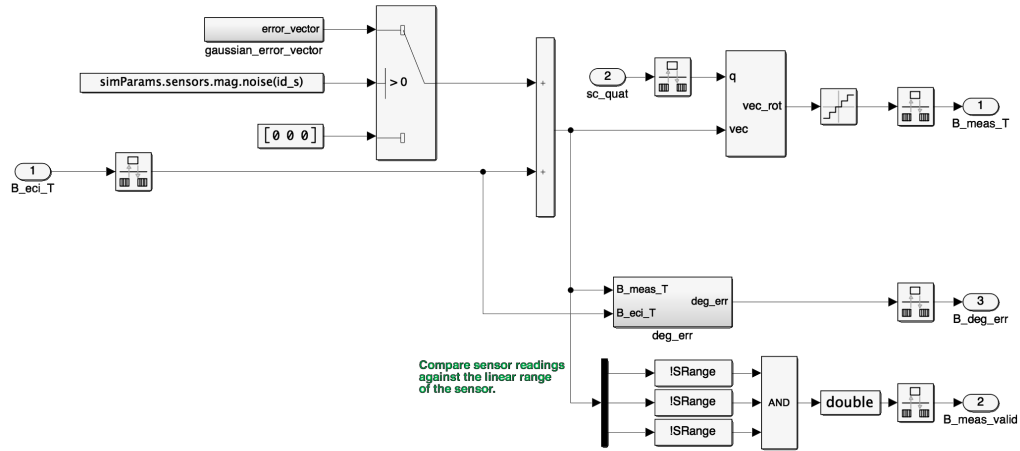 error_vector
gaussian_error_vector
simParams.sensors.mag.noise(id_s)
> 0
[0 0 0]
1
B_eci_T
+
+
2
sc_quat
q
vec
vec_rot
1
B_meas_T
B_meas_T
B_eci_T
deg_err
deg_err
3
B_deg_err
Compare sensor readings
against the linear range
of the sensor.
!SRange
!SRange
!SRange
AND
double
2
B_meas_valid